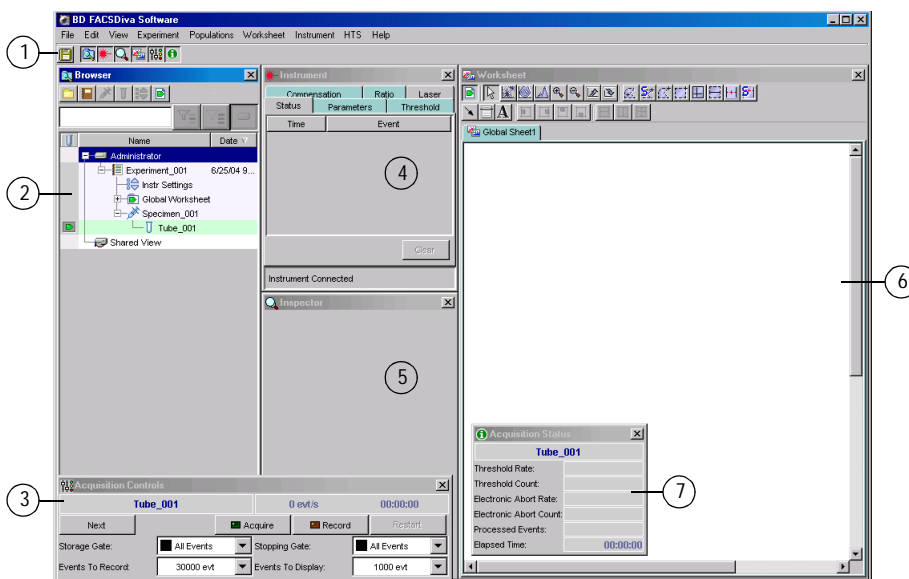 BD FACSDiva Software
File Edit View Experiment Populations Worksheet Instrument HTS Help
1
Browser
Name Date
Administrator
Experiment_001 6/25/04 9...
Instr Settings
Global Worksheet
Specimen_001
Tube_001
Shared View
2
Instrument
Compensation Ratio Laser
Status Parameters Threshold
Time Event
4
Clear
Instrument Connected
Inspector
5
Worksheet
A
Global Sheet1
6
Acquisition Controls
3
Tube_001 0 evt/s 00:00:00
Next Acquire Record Restart
Storage Gate: All Events Stopping Gate: All Events
Events To Record: 30000 evt Events To Display: 1000 evt
Acquisition Status
Tube_001
Threshold Rate:
Threshold Count:
7
Electronic Abort Rate:
Electronic Abort Count:
Processed Events:
Elapsed Time: 00:00:00